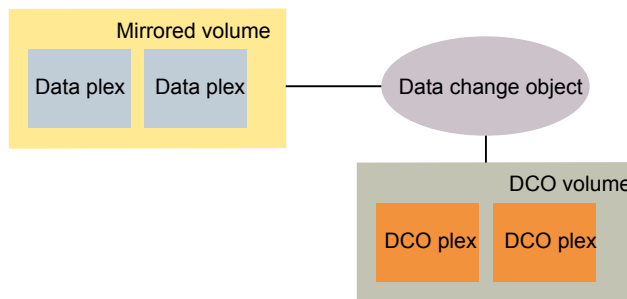 Mirrored volume
Data plex
Data plex
Data change object
DCO volume
DCO plex
DCO plex